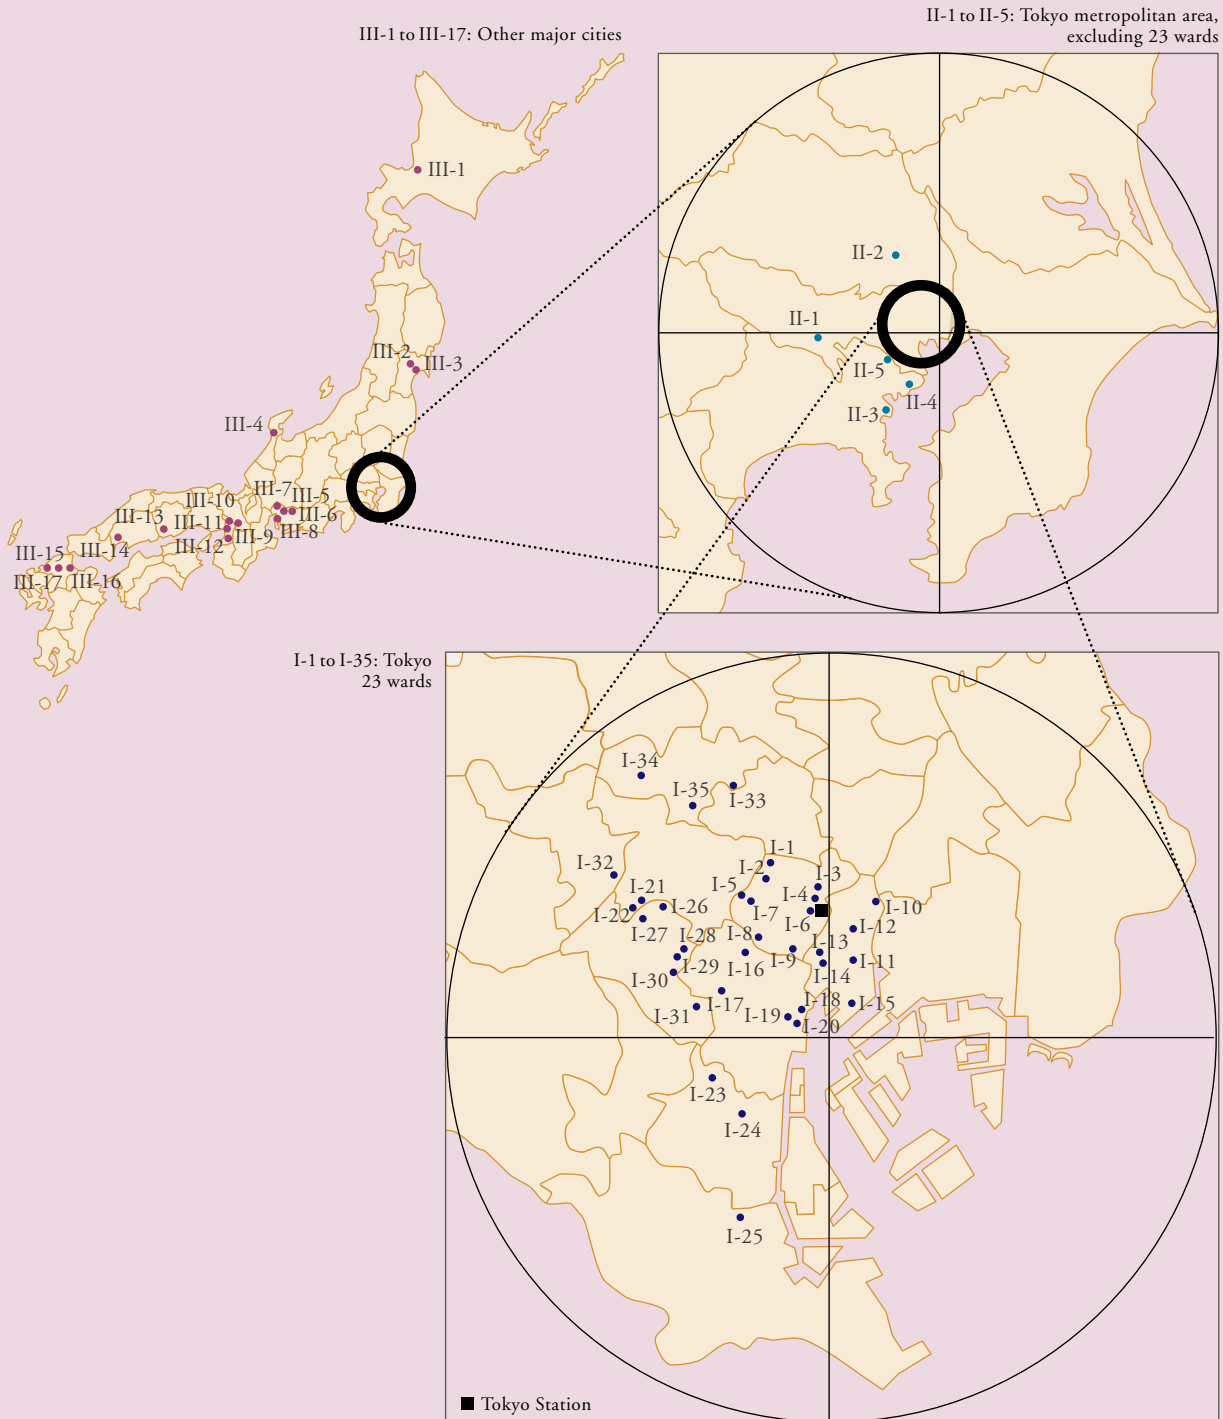 II-1 to II-5: Tokyo metropolitan area,
excluding 23 wards
III-1 to III-17: Other major cities
III-1
III-2
III-3
III-4
III-7
III-5
III-10
III-6
III-13
III-11
III-8
III-9
III-12
III-14
III-15
III-17
III-16
II-2
II-1
II-5
II-4
II-3
I-1 to I-35: Tokyo
23 wards
I-34
I-35
I-33
I-1
I-32
I-2
I-3
I-21
I-5
I-4
I-26
I-10
I-22
I-7
I-6
I-12
I-27
I-28
I-8
I-13
I-9
I-11
I-29
I-16
I-14
I-30
I-17
I-18
I-15
I-31
I-19
I-20
I-23
I-24
I-25
Tokyo Station